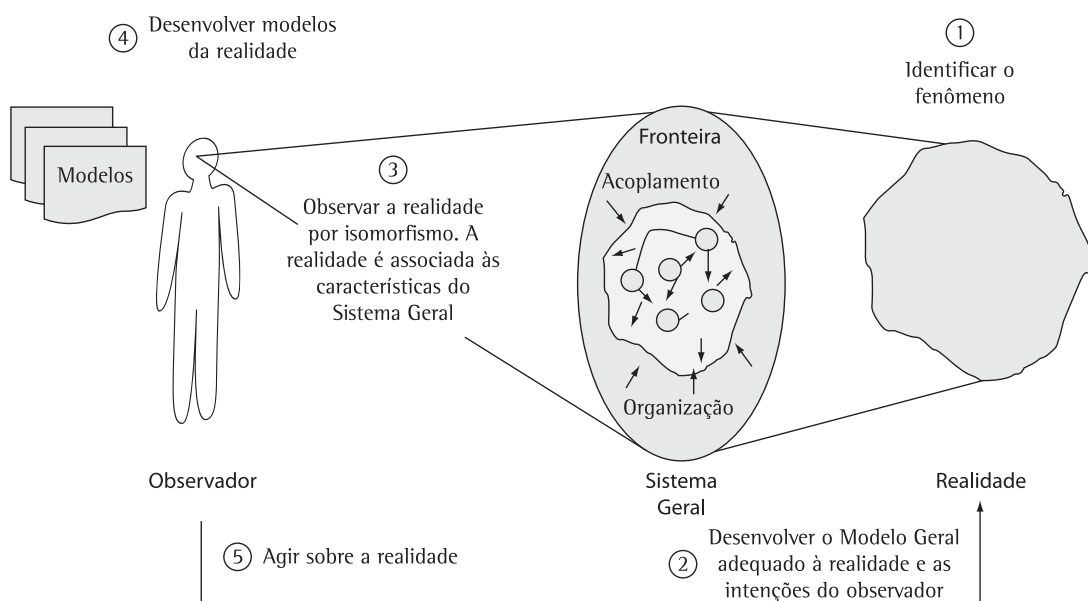 4 Desenvolver modelos
da realidade
1
Identificar o
fenômeno
Modelos
3
Observar a realidade
por isomorfismo. A
realidade é associada às
características do
Sistema Geral
Fronteira
Acoplamento
Organização
Observador
Sistema
Geral
Realidade
5 Agir sobre a realidade
2 Desenvolver o Modelo Geral
adequado à realidade e as
intenções do observador